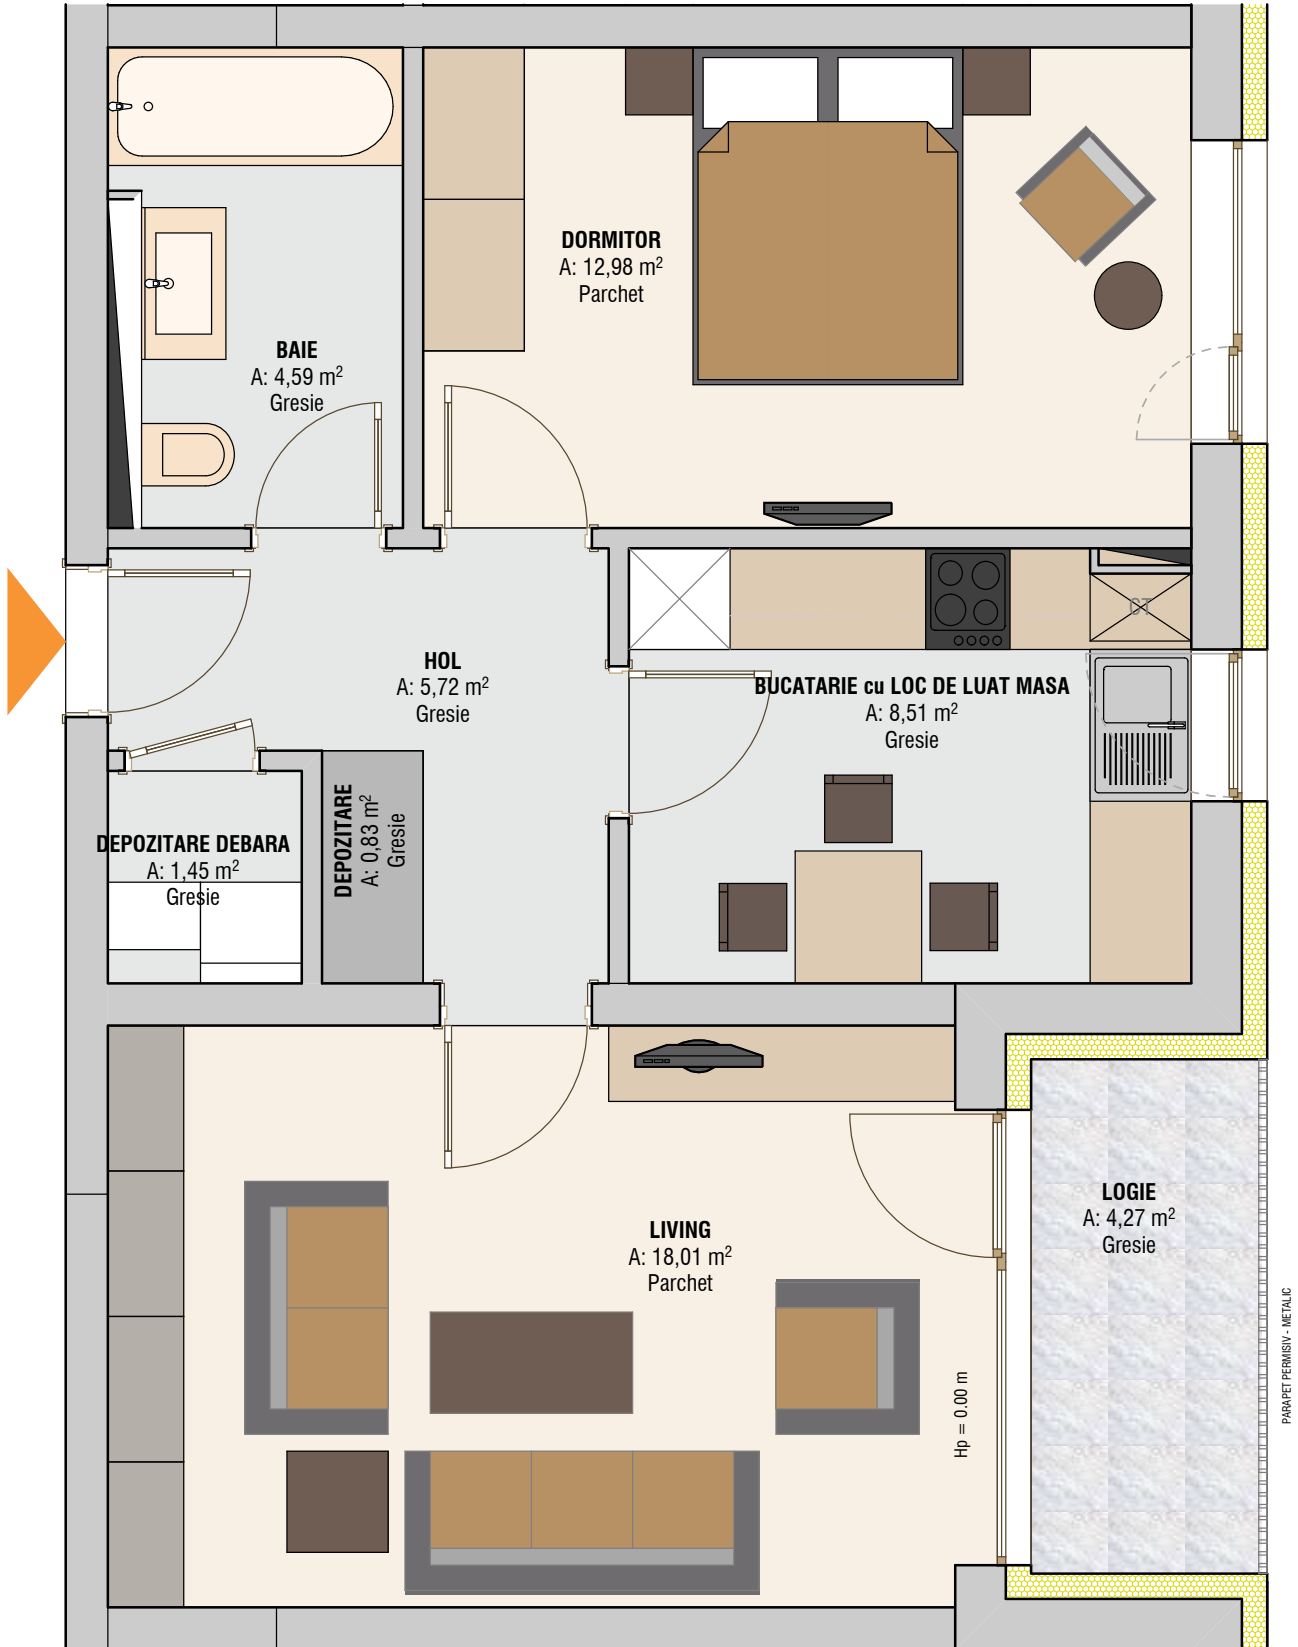 DORMITOR
A: 12,98 m²
Parchet
BAIE
A: 4,59 m²
Gresie
CT
HOL
A: 5,72 m²
Gresie
BUCATARIE cu LOC DE LUAT MASA
A: 8,51 m²
Gresie
DEPOZITARE DEBARA
A: 1,45 m²
Gresie
DEPOZITARE
A: 0,83 m²
Gresie
LIVING
A: 18,01 m²
Parchet
LOGIE
A: 4,27 m²
Gresie
Hp = 0.00 m
PARAPET PERMISIV - METALIC